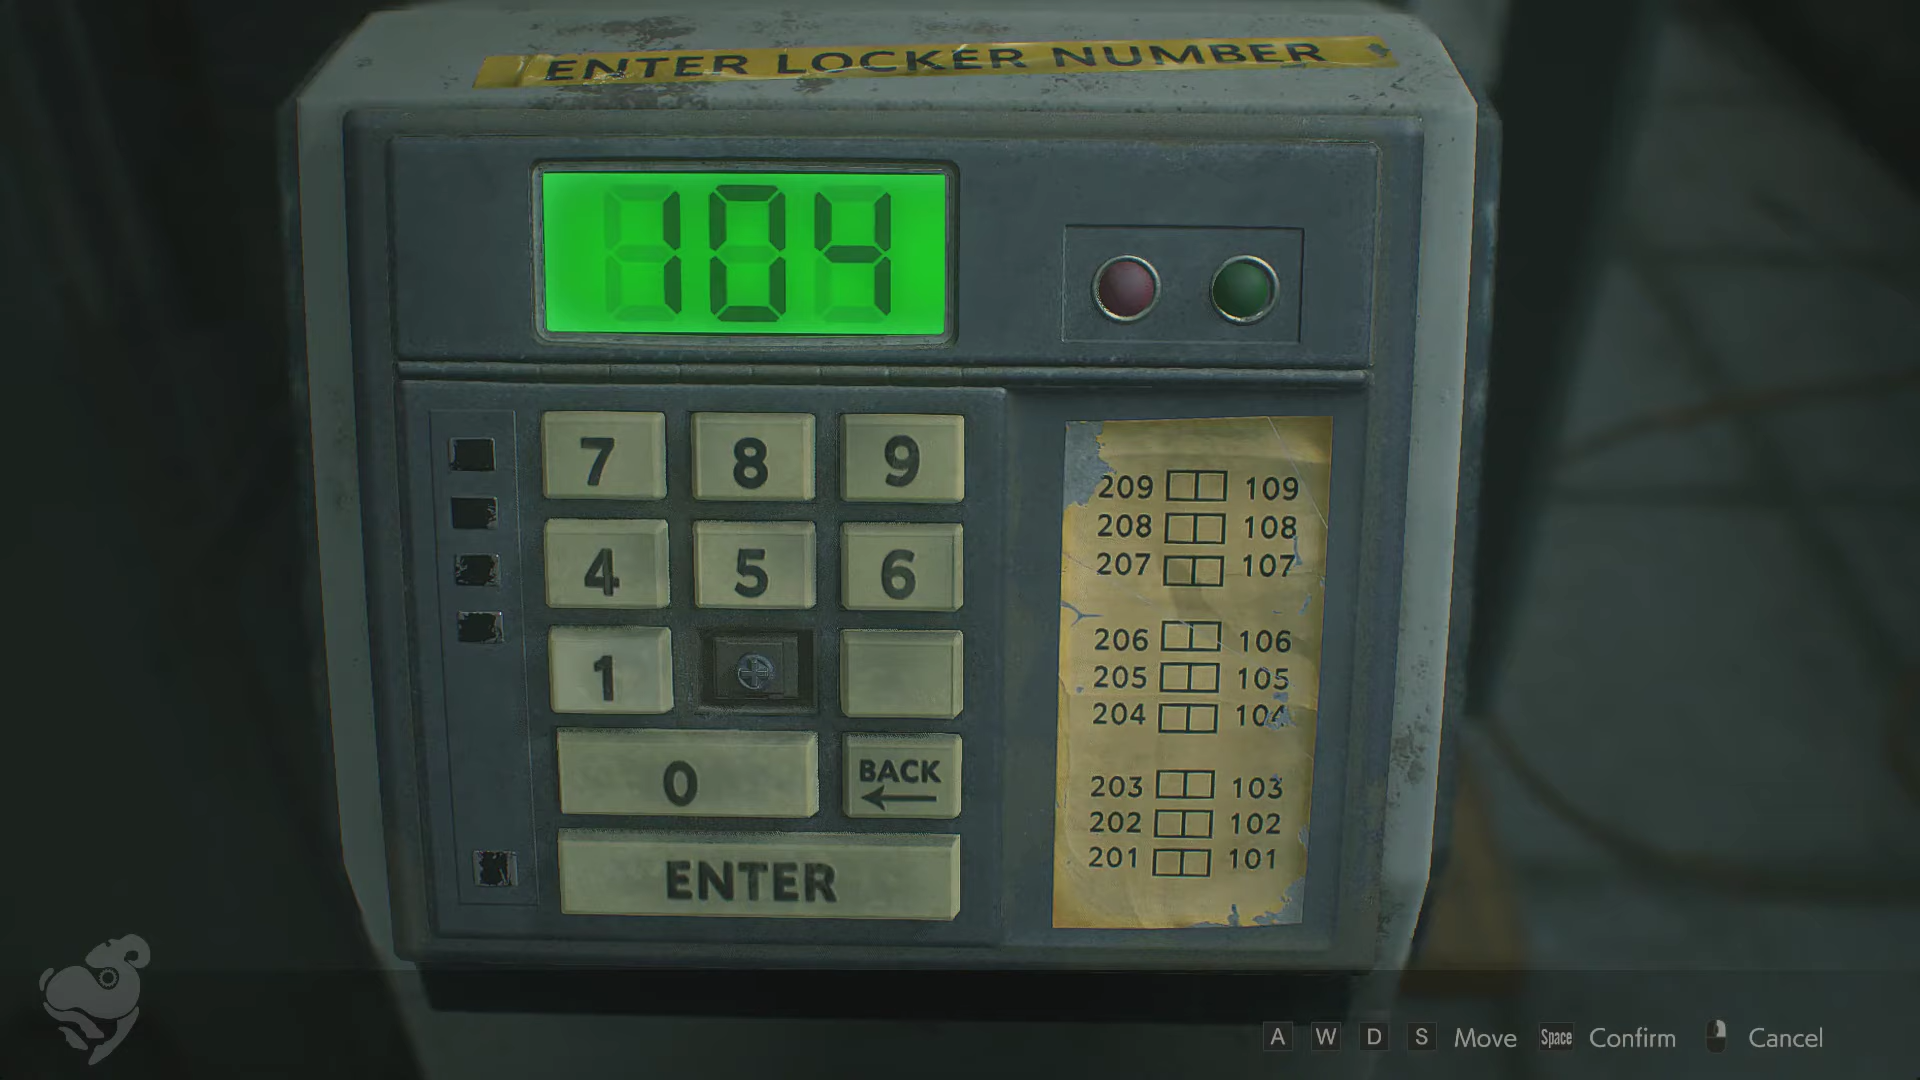 ENTER LOCKER NUMBER
104
7 8 9
4 5 6
1
0 BACK
ENTER
209 109
208 108
207 107
206 106
205 105
204 104
203 103
202 102
201 101
A W D S Move Space Confirm Cancel